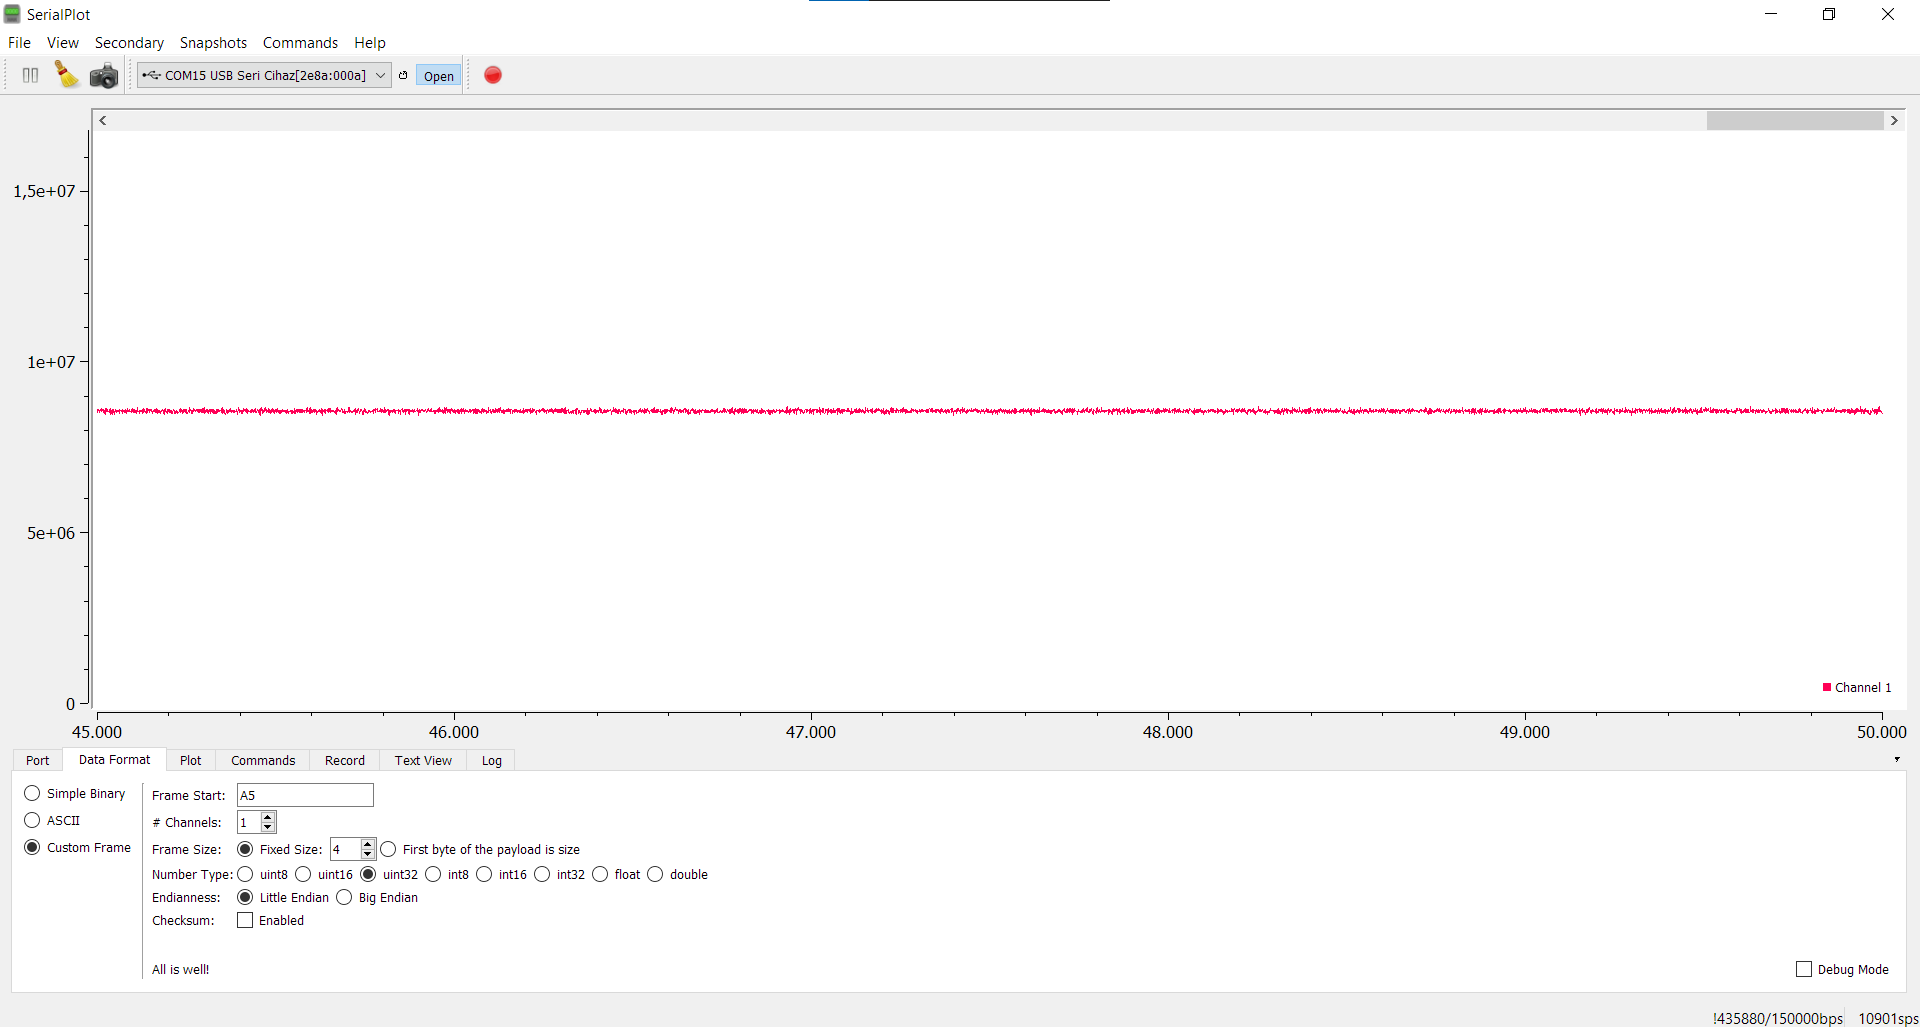 SerialPlot
File View Secondary Snapshots Commands Help
COM15 USB Seri Cihaz[2e8a:000a] Open
1,5e+07
1e+07
5e+06
0
Channel 1
45.000 46.000 47.000 48.000 49.000 50.000
Port Data Format Plot Commands Record Text View Log
Simple Binary
ASCII
Custom Frame
Frame Start: A5
# Channels: 1
Frame Size: Fixed Size: 4 First byte of the payload is size
Number Type: uint8 uint16 uint32 int8 int16 int32 float double
Endianness: Little Endian Big Endian
Checksum: Enabled
All is well!
Debug Mode
!435880/150000bps 10901sps